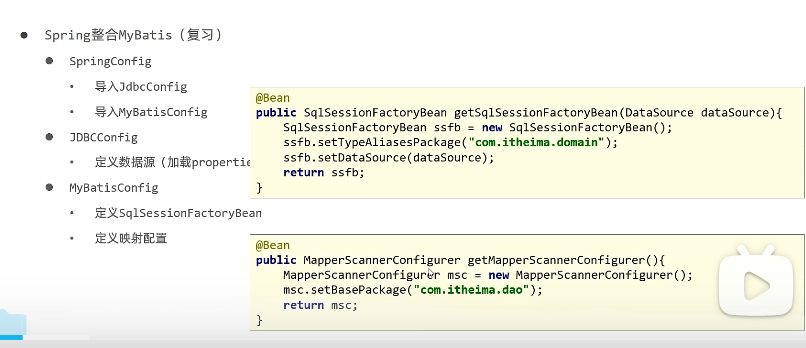 Spring整合MyBatis（复习）
SpringConfig
导入JdbcConfig
导入MyBatisConfig
JDBCConfig
定义数据源（加载propertie
MyBatisConfig
定义SqlSessionFactoryBean
定义映射配置
@Bean
public SqlSessionFactoryBean getSqlSessionFactoryBean(DataSource dataSource){
SqlSessionFactoryBean ssfb = new SqlSessionFactoryBean();
ssfb.setTypeAliasesPackage("com.itheima.domain");
ssfb.setDataSource(dataSource);
return ssfb;
}
@Bean
public MapperScannerConfigurer getMapperScannerConfigurer(){
MapperScannerConfigurer msc = new MapperScannerConfigurer();
msc.setBasePackage("com.itheima.dao");
return msc;
}